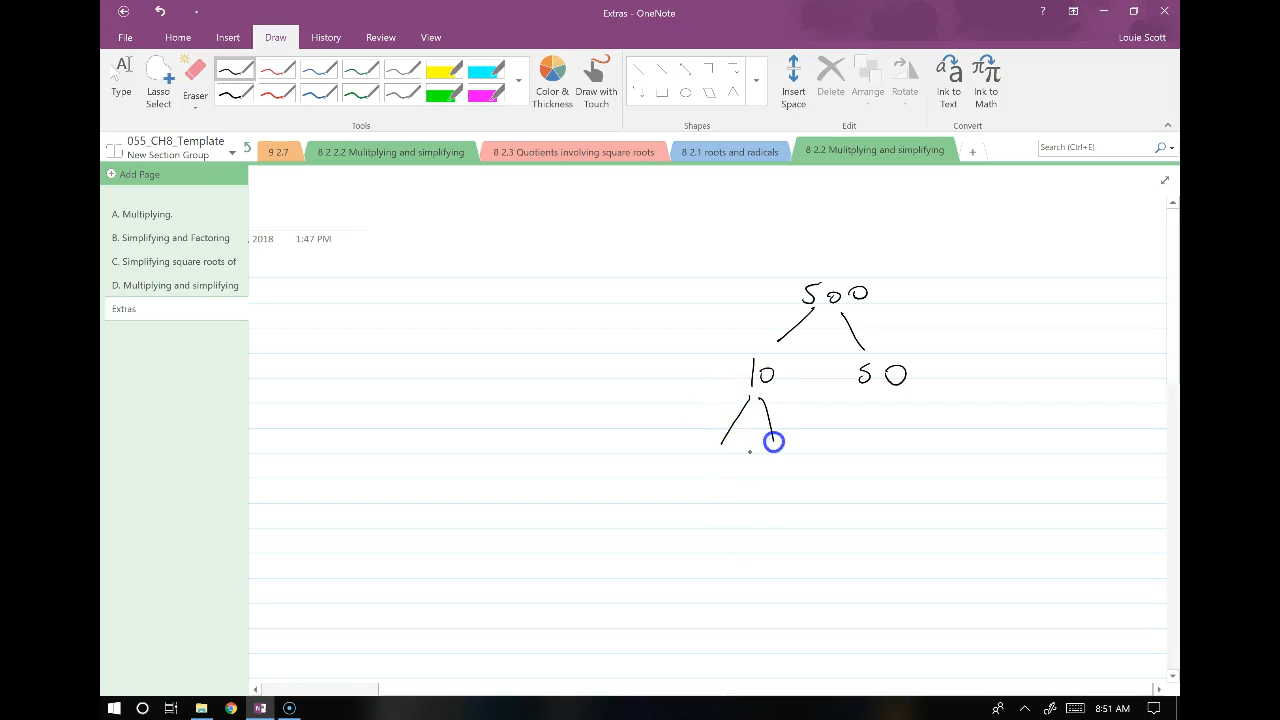 Extras - OneNote
?
File Home Insert Draw History Review View
Louie Scott
Type
Lasso Select
Eraser
Color & Thickness
Draw with Touch
Insert Space
Delete
Arrange
Rotate
Ink to Text
Ink to Math
Tools
Shapes
Edit
Convert
055_CH8_Template
New Section Group
9 2.7
8 2.2.2 Mulitplying and simplifying
8 2.3 Quotients involving square roots
8 2.1 roots and radicals
8 2.2 Mulitplying and simplifying
Search (Ctrl+E)
Add Page
A. Multiplying.
B. Simplifying and Factoring
C. Simplifying square roots of
D. Multiplying and simplifying
Extras
, 2018 1:47 PM
500
10 50
8:51 AM